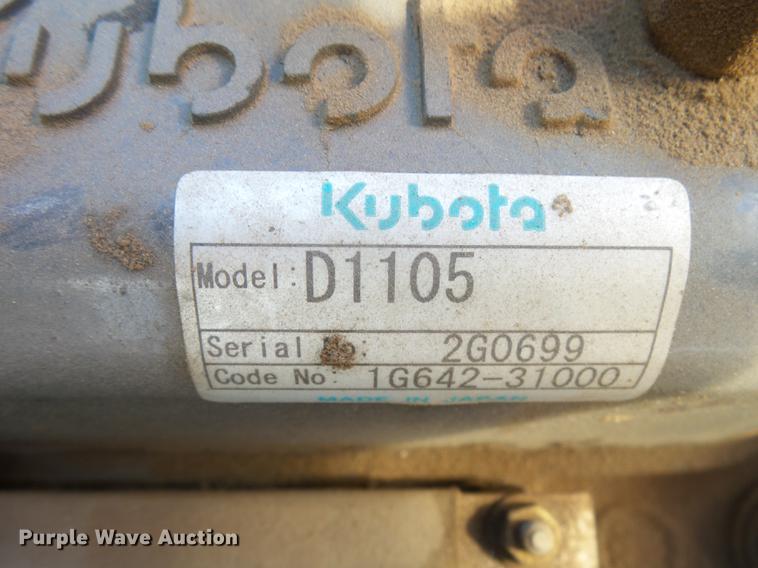 Kubota
Kubota
Model: D1105
Serial No: 2G0699
Code No: 1G642-31000
MADE IN JAPAN
Purple Wave Auction